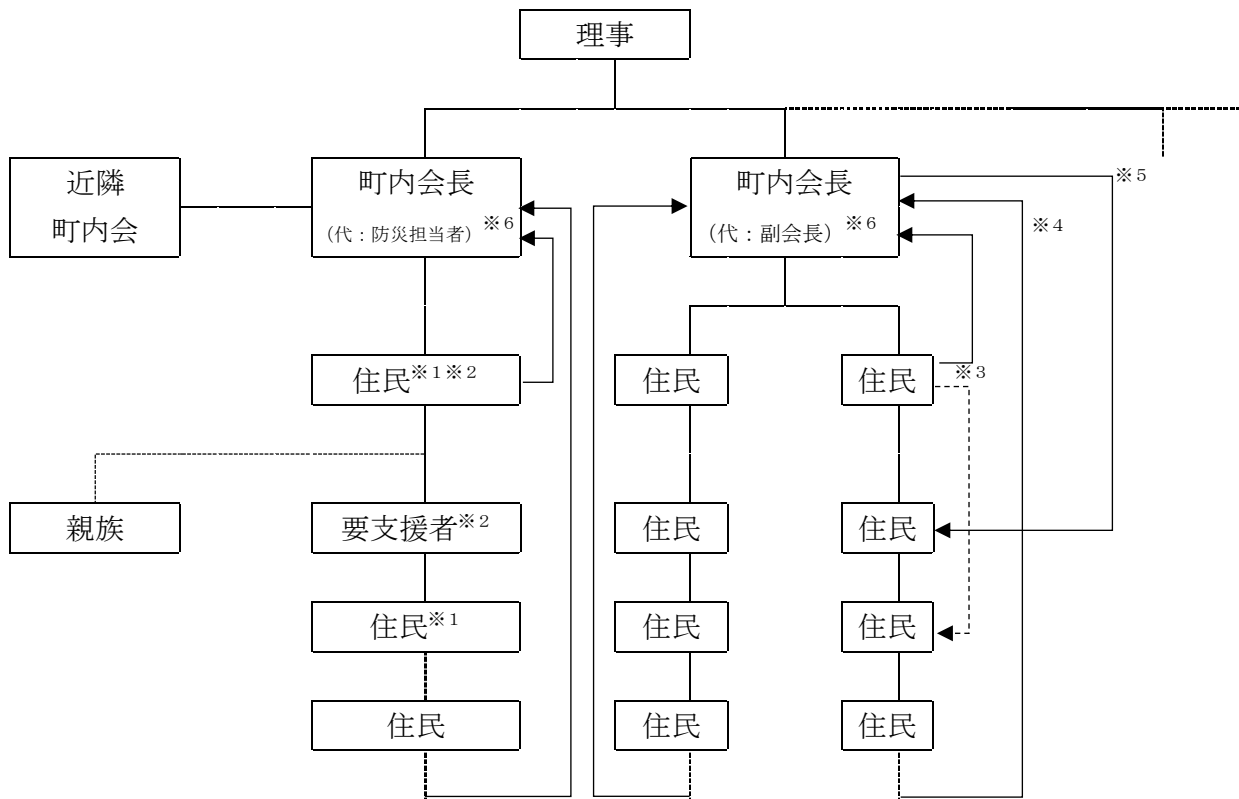 理事
近隣
町内会
町内会長
(代：防災担当者)※6
町内会長
(代：副会長)※6
※5
※4
住民※1※2
住民
住民
※3
親族
要支援者※2
住民
住民
住民※1
住民
住民
住民
住民
住民